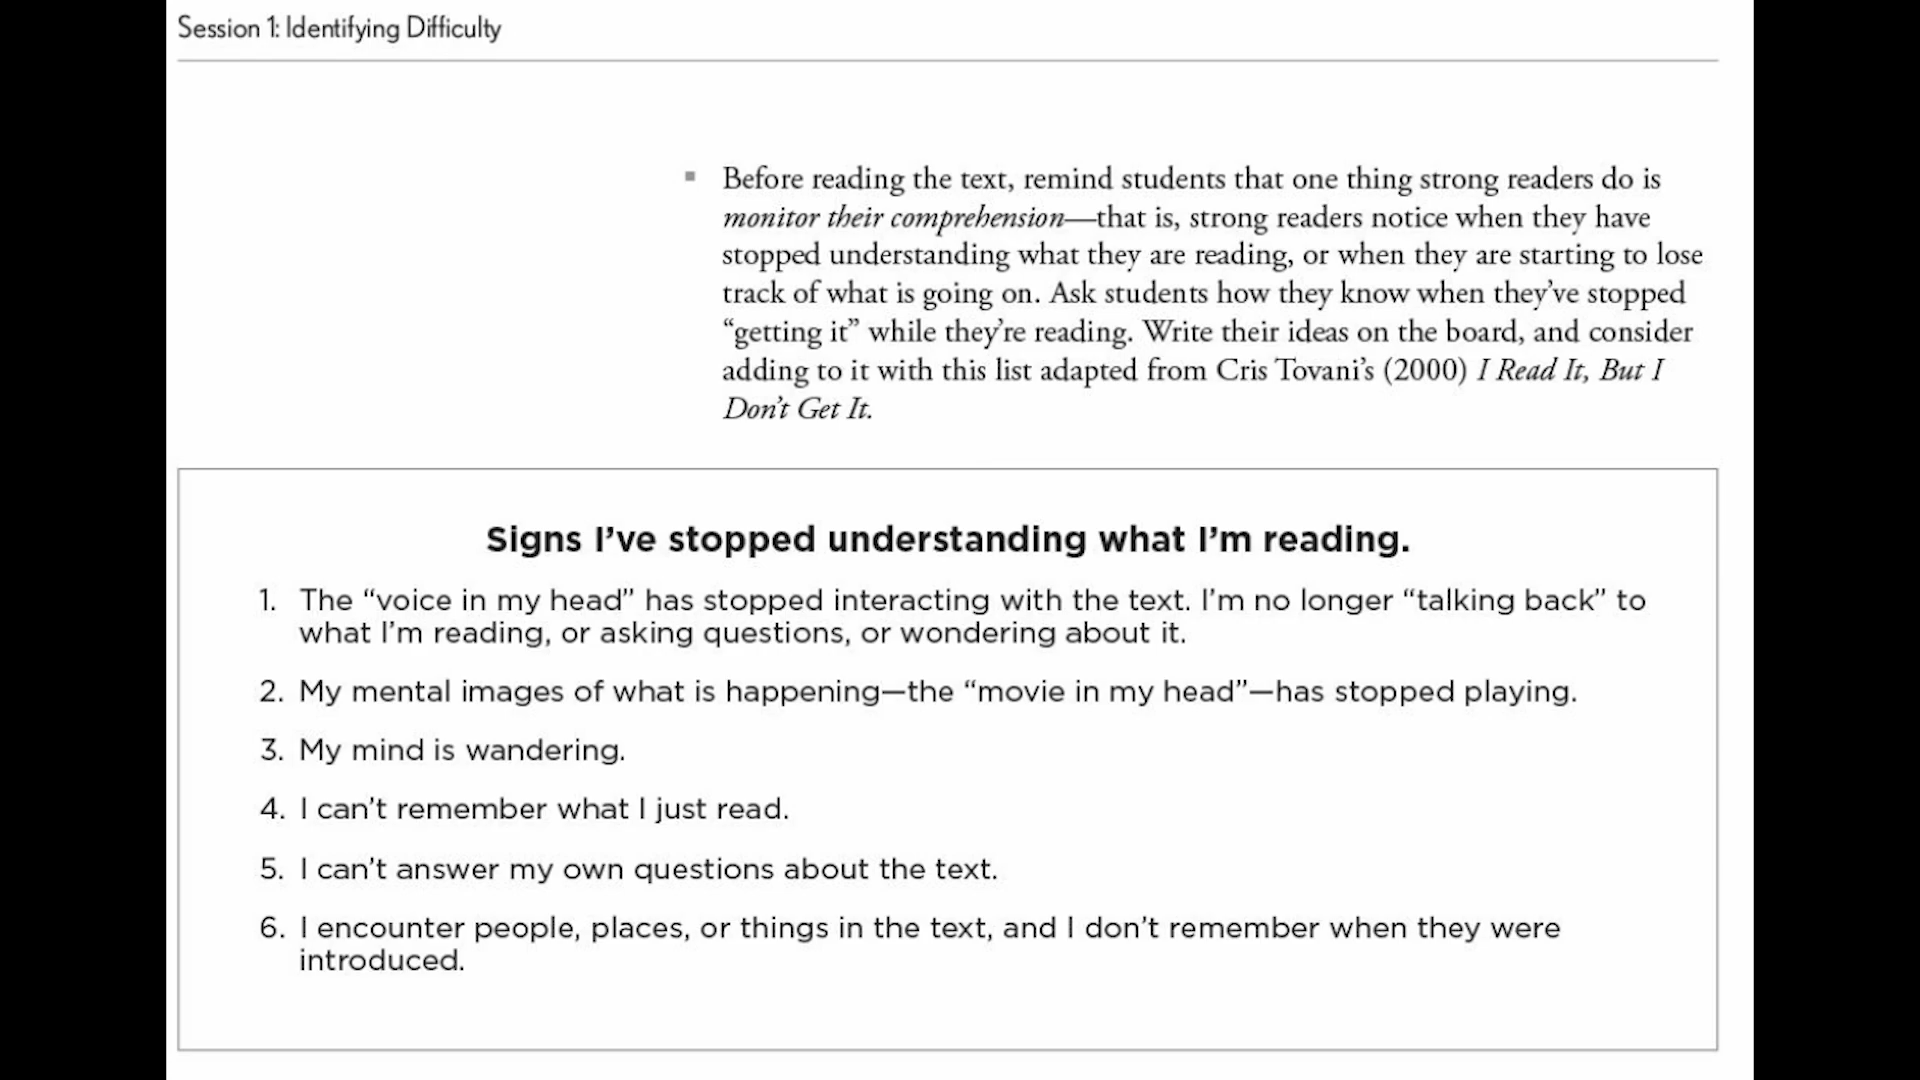 Session 1: Identifying Difficulty
▪ Before reading the text, remind students that one thing strong readers do is
monitor their comprehension—that is, strong readers notice when they have
stopped understanding what they are reading, or when they are starting to lose
track of what is going on. Ask students how they know when they’ve stopped
“getting it” while they’re reading. Write their ideas on the board, and consider
adding to it with this list adapted from Cris Tovani’s (2000) I Read It, But I
Don’t Get It.
Signs I’ve stopped understanding what I’m reading.
1. The “voice in my head” has stopped interacting with the text. I’m no longer “talking back” to
what I’m reading, or asking questions, or wondering about it.
2. My mental images of what is happening—the “movie in my head”—has stopped playing.
3. My mind is wandering.
4. I can’t remember what I just read.
5. I can’t answer my own questions about the text.
6. I encounter people, places, or things in the text, and I don’t remember when they were
introduced.